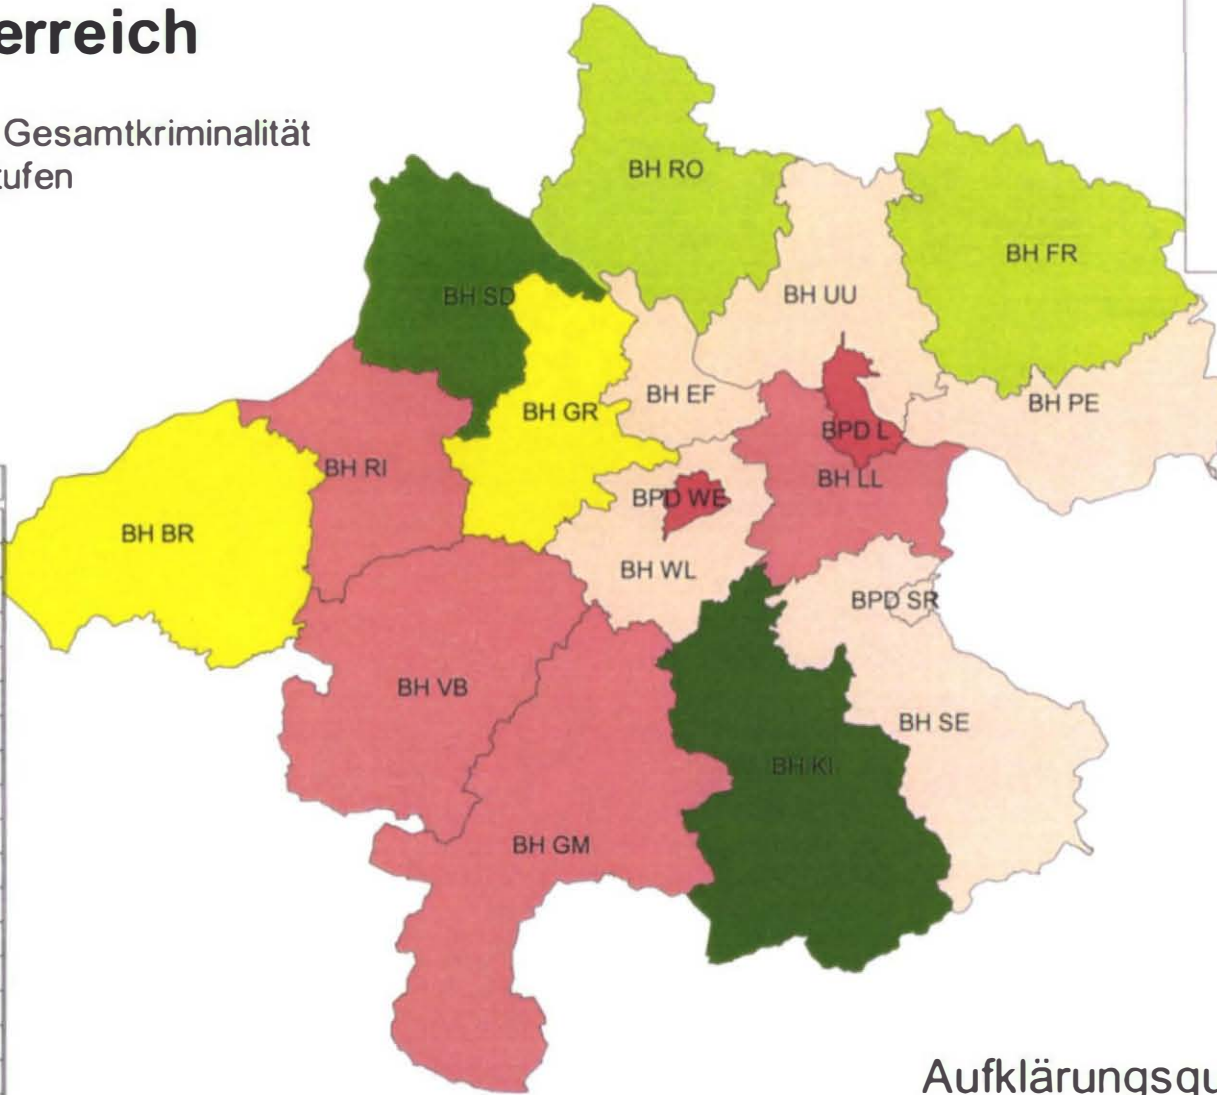 erreich
Gesamtkriminalität
tufen
BH RO
BH FR
BH SD
BH UU
BH EF
BH PE
BH GR
BPD L
BH RI
BH LL
BPD WE
BH BR
BH WL
BPD SR
BH VB
BH SE
BH KI
BH GM
Aufklärungsqu